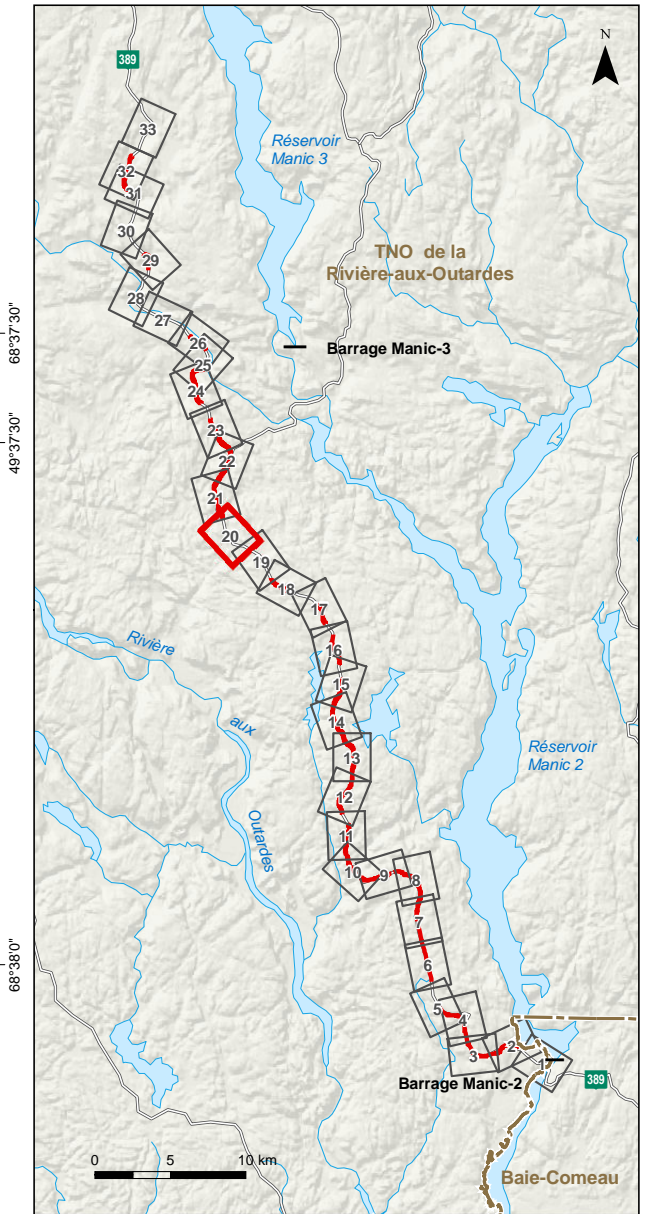 N
389
Réservoir
Manic 3
33
32
31
30
TNO de la
Rivière-aux-Outardes
29
28
27
68°37'30"
26
Barrage Manic-3
25
24
23
49°37'30"
22
21
20
19
18
17
Rivière
16
15
aux
14
Réservoir
Manic 2
13
12
Outardes
11
10
9
8
7
6
68°38'0"
5
4
3
2
1
Barrage Manic-2
389
0 5 10 km
Baie-Comeau